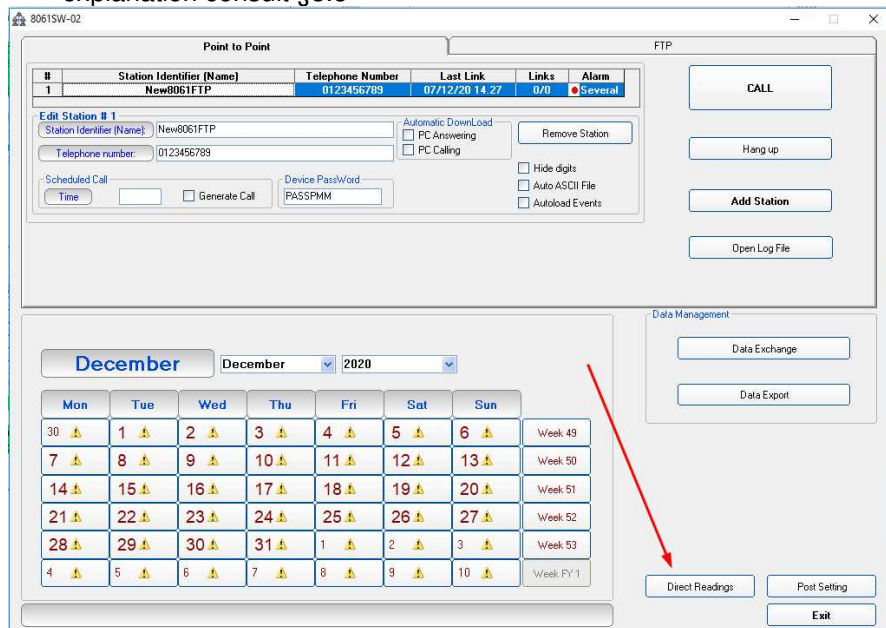 explanation consult
8061SW-02
Point to Point
FTP
# Station Identifier (Name) Telephone Number Last Link Links Alarm
1 New8061FTP 0123456789 07/12/20 14.27 0/0 Several
Edit Station # 1
Station Identifier (Name): New8061FTP
Telephone number: 0123456789
Automatic DownLoad
PC Answering
PC Calling
Remove Station
Scheduled Call
Time
Generate Call
Device PassWord
PASSPMM
Hide digits
Auto ASCII File
Autoload Events
CALL
Hang up
Add Station
Open Log File
Data Management
Data Exchange
Data Export
December December 2020
Mon Tue Wed Thu Fri Sat Sun
30 1 2 3 4 5 6 Week 49
7 8 9 10 11 12 13 Week 50
14 15 16 17 18 19 20 Week 51
21 22 23 24 25 26 27 Week 52
28 29 30 31 1 2 3 Week 53
4 5 6 7 8 9 10 Week FY 1
Direct Readings Post Setting
Exit